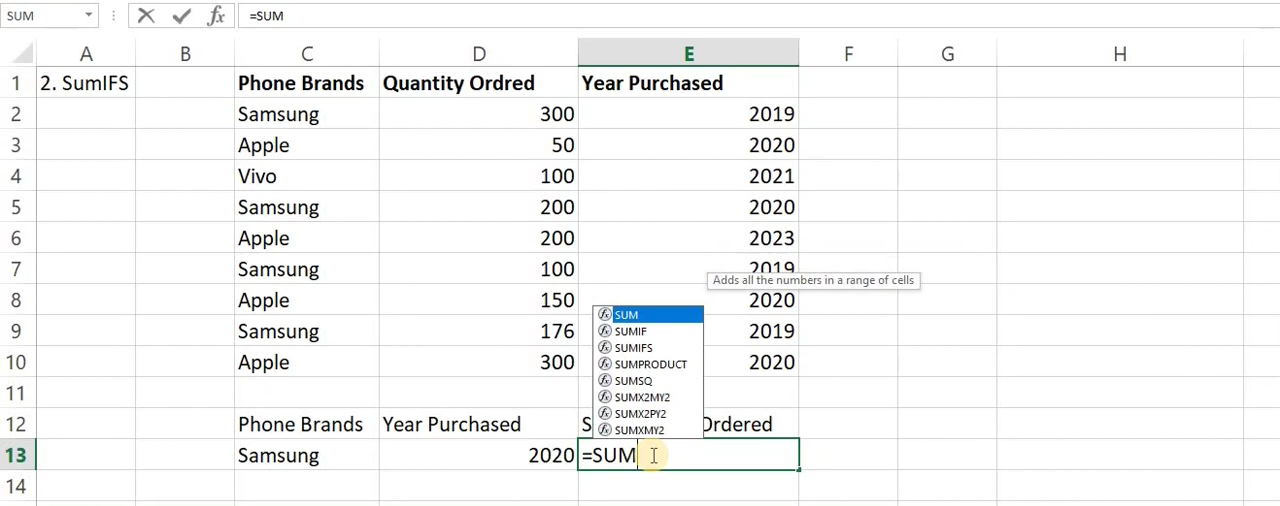 SUM =SUM
A B C D E F G H
1 2. SumIFS Phone Brands Quantity Ordred Year Purchased
2 Samsung 300 2019
3 Apple 50 2020
4 Vivo 100 2021
5 Samsung 200 2020
6 Apple 200 2023
7 Samsung 100 2019
Adds all the numbers in a range of cells
8 Apple 150 2020
SUM
SUMIF
9 Samsung 176 2019
SUMIFS
10 Apple 300 2020
SUMPRODUCT
SUMSQ
11
SUMX2MY2
SUMX2PY2
12 Phone Brands Year Purchased Ordered
SUMXMY2
13 Samsung 2020 =SUM
14